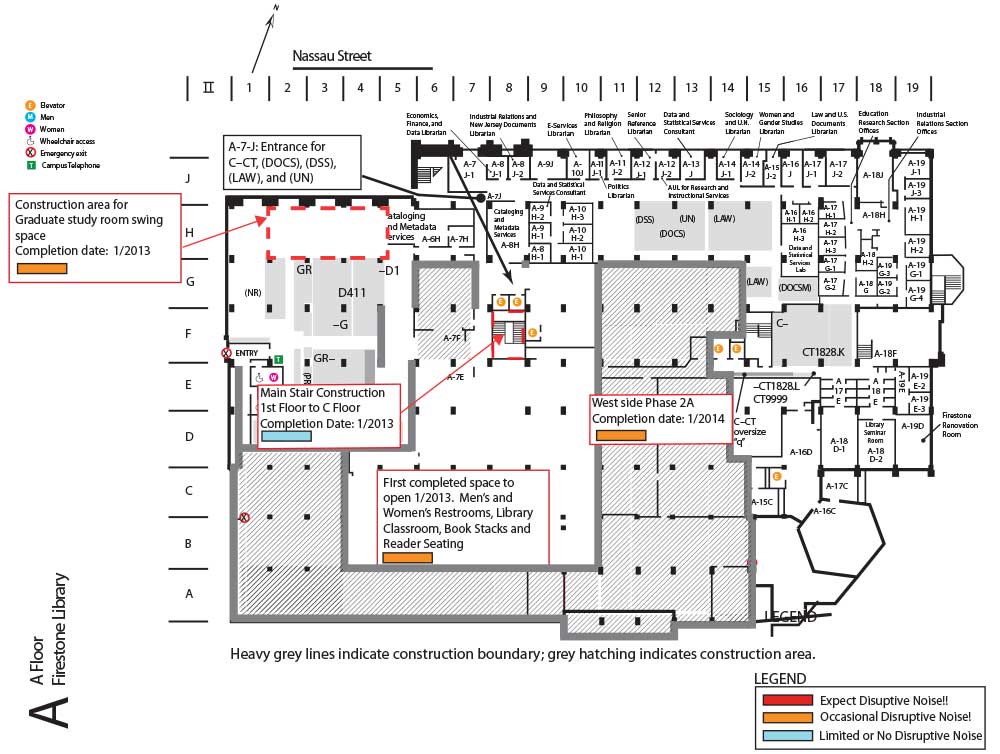 N
Nassau Street
II 1 2 3 4 5 6 7 8 9 10 11 12 13 14 15 16 17 18 19
E Elevator
M Men
W Women
Wheelchair access
X Emergency exit
T Campus Telephone
Economics,
Finance, and
Data Librarian
Industrial Relations and
New Jersey Documents
Librarian
E-Services
Librarian
Philosophy
and Religion
Librarian
Senior
Reference
Librarian
Data and
Statistical Services
Consultant
Sociology
and U.N.
Librarian
Women and
Gender Studies
Librarian
Law and U.S.
Documents
Librarian
Education
Research Section
Offices
Industrial
Relations Section
Offices
A-7-J: Entrance for
C–CT, (DOCS), (DSS),
(LAW), and (UN)
J
A-7
J-1
A-8
J-1
A-8
J-2
A-9J
A-
10J
A-11
J-1
A-11
J-2
A-12
J-1
A-12
J-2
A-13
J
A-14
J-1
A-14
J-2
A-15
J-2
A-16
J
A-17
J-1
A-17
J-2
A-18J
A-19
J-1
A-19
J-3
Data and Statistical
Services Consultant
Politics
Librarian
AUL for Research and
Instructional Services
A-7J
Construction area for
Graduate study room swing
space
Completion date: 1/2013
H
Cataloging
and Metadata
Services
A-6H
A-7H
Cataloging
and
Metadata
Services
A-8H
A-9
H-2
A-9
H-1
A-8
H-1
A-10
H-3
A-10
H-2
A-10
H-1
(DSS)
(UN)
(DOCS)
(LAW)
A-16
H-1
A-16
H-2
A-16
H-3
Data and
Statistical
Services
Lab
A-17
H-1
A-17
H-2
A-17
H-3
A-18H
A-18
H-2
A-19
H-1
A-19
H-2
G
(NR)
GR
–D1
D411
–G
(LAW)
(DOCSM)
A-17
G-1
A-17
G-2
A-18
G
A-19
G-3
A-19
G-2
A-19
G-1
A-19
G-4
F
ENTRY
T
GR–
A-7F
E E
E
E E
C–
CT1828.K
A-18F
E
W
A-7E
–CT1828.L
CT9999
A
17
E
A
18
E
A-19E
A-19
E-2
A-19
E-3
Main Stair Construction
1st Floor to C Floor
Completion Date: 1/2013
West side Phase 2A
Completion date: 1/2014
D
C–CT
oversize
"q"
A-16D
A-18
D-1
Library
Seminar
Room
A-18
D-2
A-19D
Firestone
Renovation
Room
C
FIrst completed space to
open 1/2013. Men's and
Women's Restrooms, Library
Classroom, Book Stacks and
Reader Seating
E
A-15C
A-17C
A-16C
B
A
LEGEND
Heavy grey lines indicate construction boundary; grey hatching indicates construction area.
A
A Floor
Firestone Library
LEGEND
Expect Disruptive Noise!!
Occasional Disruptive Noise!
Limited or No Disruptive Noise